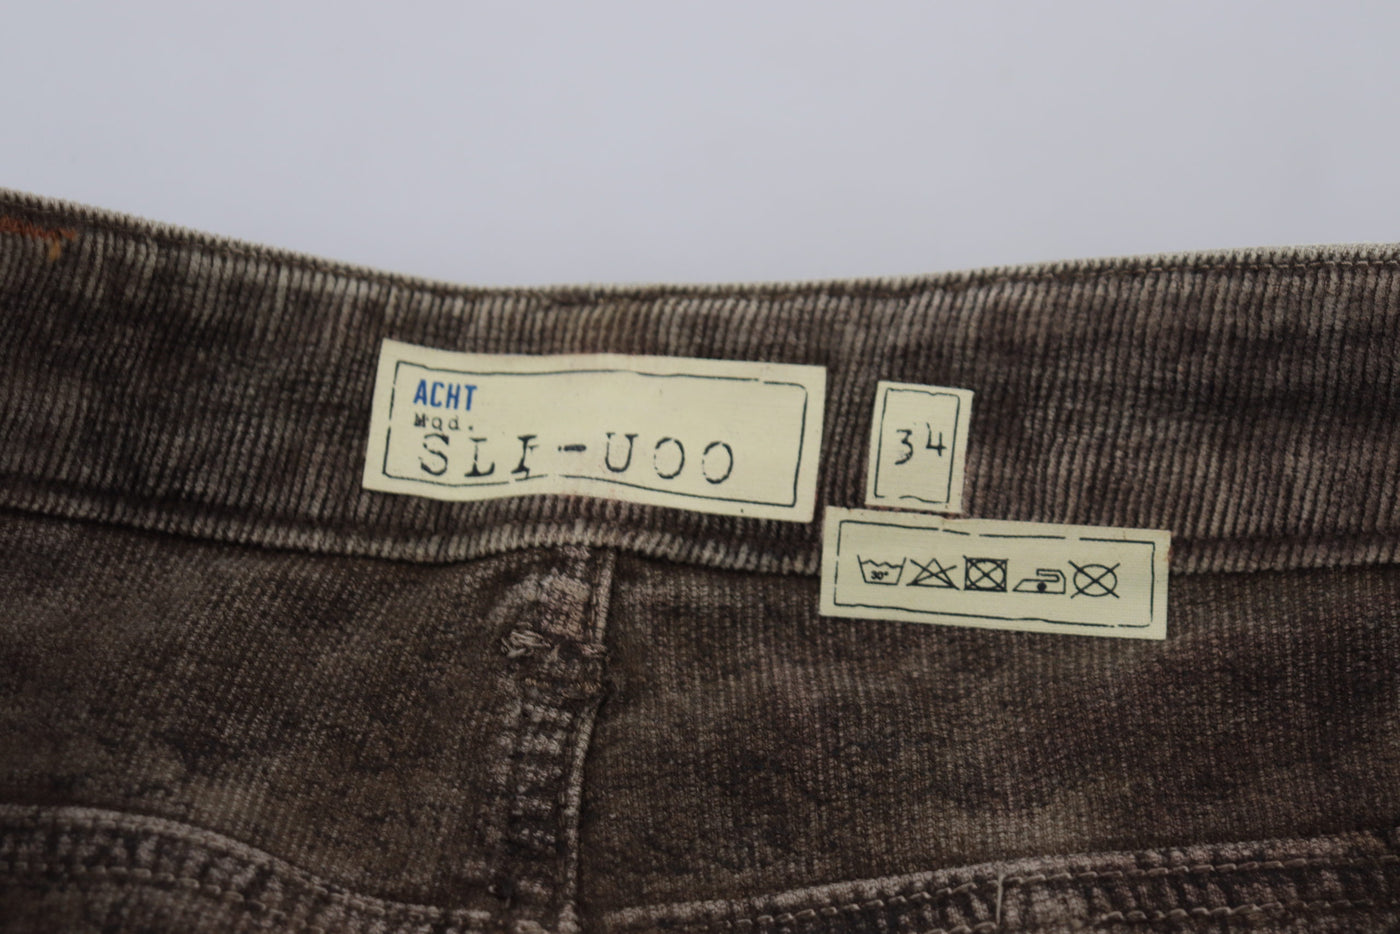 ACHT
Mod.
SLI-U00
34
30°